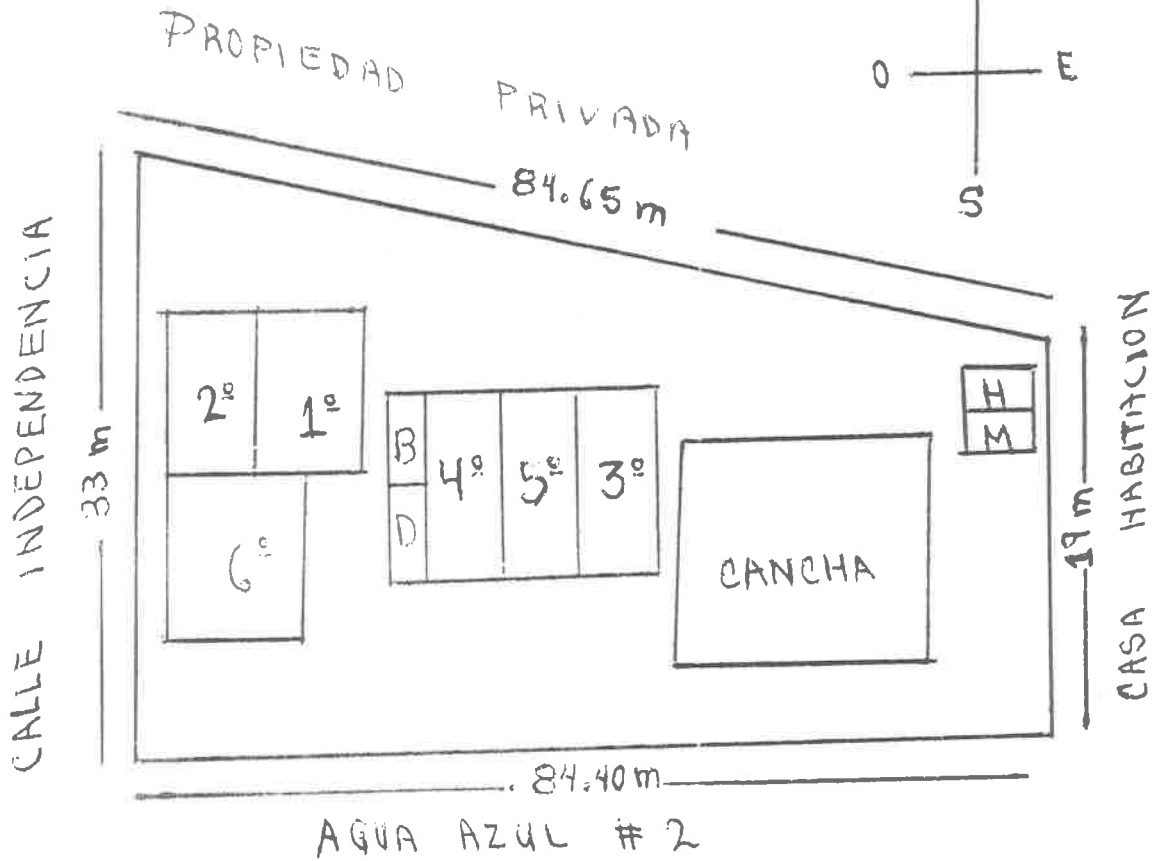 PROPIEDAD PRIVADA
O E
S
84.65 m
CALLE INDEPENDENCIA
33 m
2º 1º
6º
B
D
4º 5º 3º
CANCHA
H
M
19 m
CASA HABITACION
84.40 m
AGUA AZUL # 2